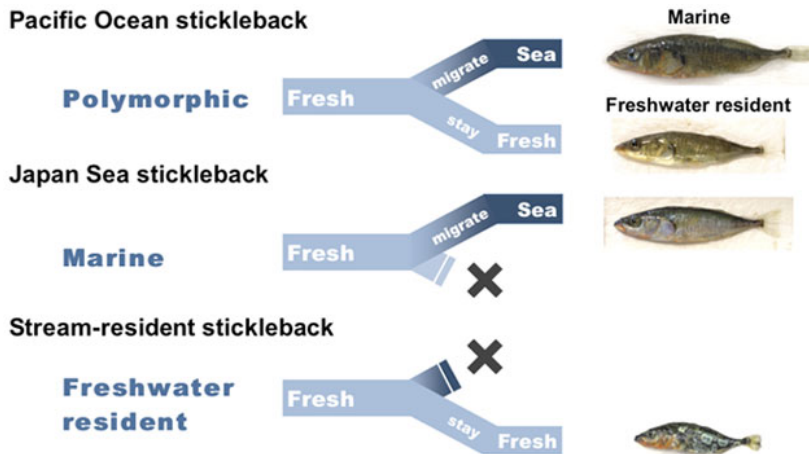 Pacific Ocean stickleback
Marine
Polymorphic
Fresh
migrate
Sea
stay
Fresh
Freshwater resident
Japan Sea stickleback
Marine
Fresh
migrate
Sea
Stream-resident stickleback
Freshwater
resident
Fresh
stay
Fresh